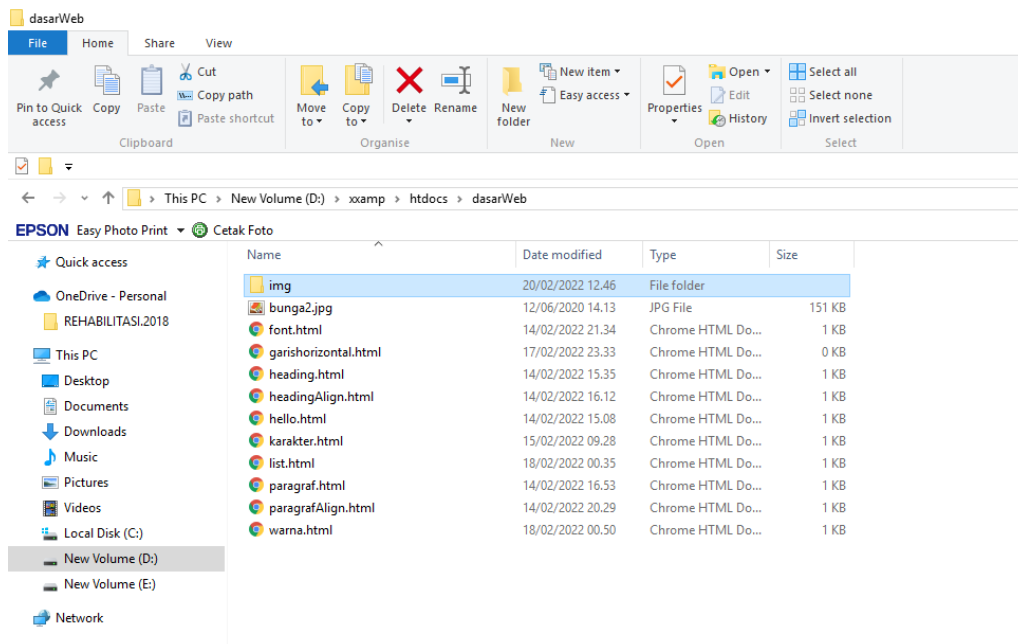 dasarWeb
File Home Share View
Pin to Quick access Copy Paste Cut Copy path Paste shortcut
Clipboard
Move to Copy to Delete Rename
Organise
New folder New item Easy access
New
Properties Open Edit History
Open
Select all Select none Invert selection
Select
This PC > New Volume (D:) > xxamp > htdocs > dasarWeb
EPSON Easy Photo Print Cetak Foto
Quick access
OneDrive - Personal
REHABILITASI.2018
This PC
Desktop
Documents
Downloads
Music
Pictures
Videos
Local Disk (C:)
New Volume (D:)
New Volume (E:)
Network
Name Date modified Type Size
img 20/02/2022 12.46 File folder
bunga2.jpg 12/06/2020 14.13 JPG File 151 KB
font.html 14/02/2022 21.34 Chrome HTML Do... 1 KB
garishorizontal.html 17/02/2022 23.33 Chrome HTML Do... 0 KB
heading.html 14/02/2022 15.35 Chrome HTML Do... 1 KB
headingAlign.html 14/02/2022 16.12 Chrome HTML Do... 1 KB
hello.html 14/02/2022 15.08 Chrome HTML Do... 1 KB
karakter.html 15/02/2022 09.28 Chrome HTML Do... 1 KB
list.html 18/02/2022 00.35 Chrome HTML Do... 1 KB
paragraf.html 14/02/2022 16.53 Chrome HTML Do... 1 KB
paragrafAlign.html 14/02/2022 20.29 Chrome HTML Do... 1 KB
warna.html 18/02/2022 00.50 Chrome HTML Do... 1 KB